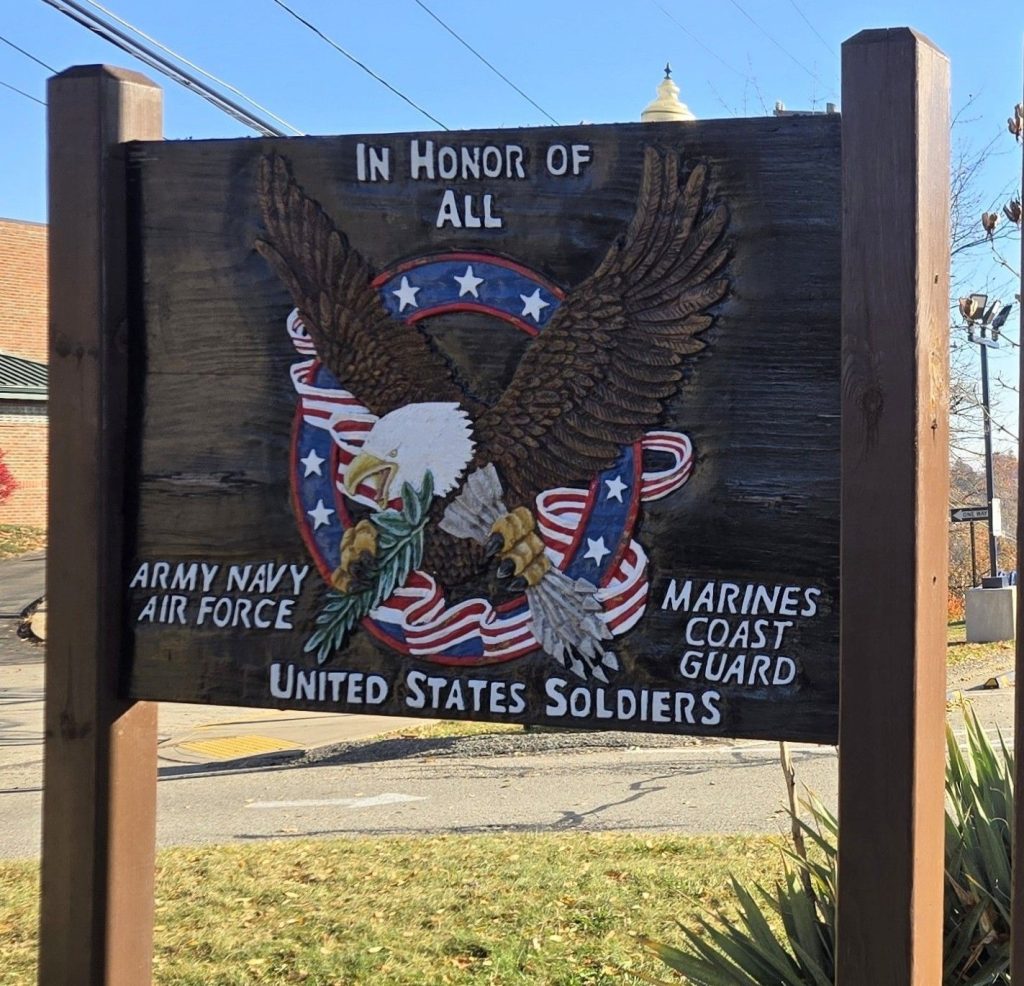 IN HONOR OF
ALL
ARMY NAVY
AIR FORCE
MARINES
COAST
GUARD
UNITED STATES SOLDIERS
ONE WAY